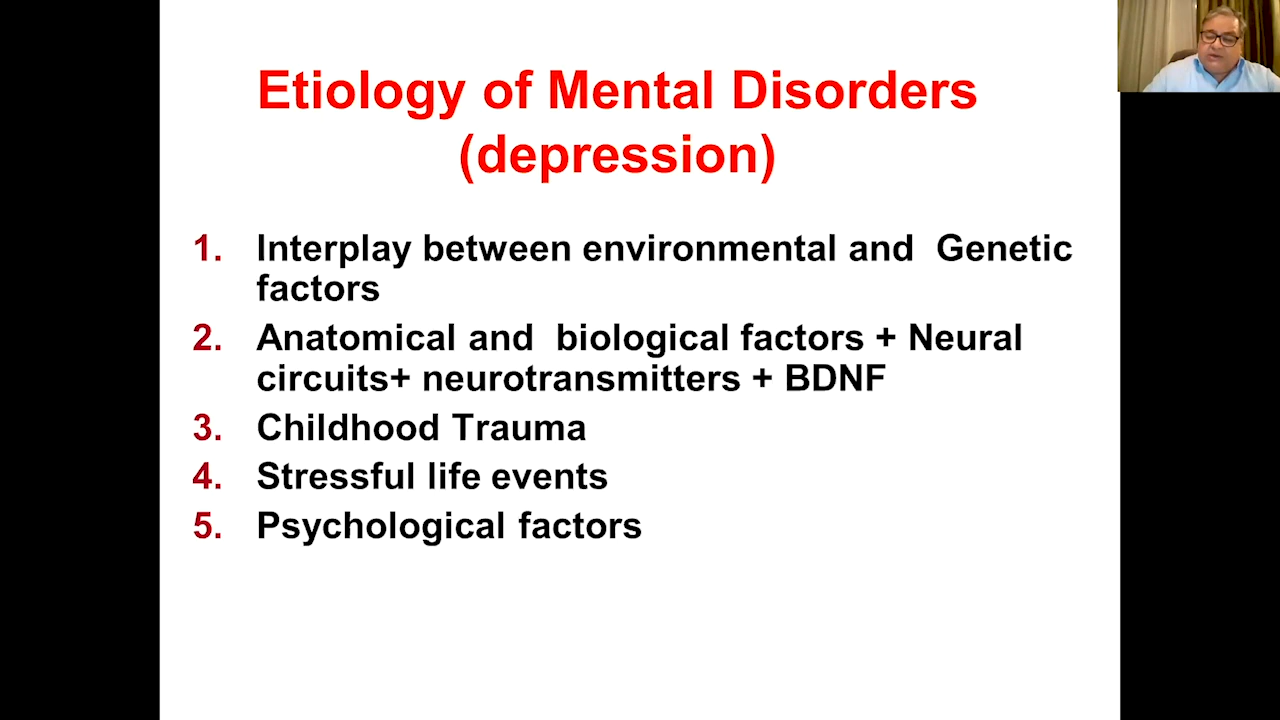 Etiology of Mental Disorders
(depression)
1. Interplay between environmental and  Genetic
factors
2. Anatomical and  biological factors + Neural
circuits+ neurotransmitters + BDNF
3. Childhood Trauma
4. Stressful life events
5. Psychological factors